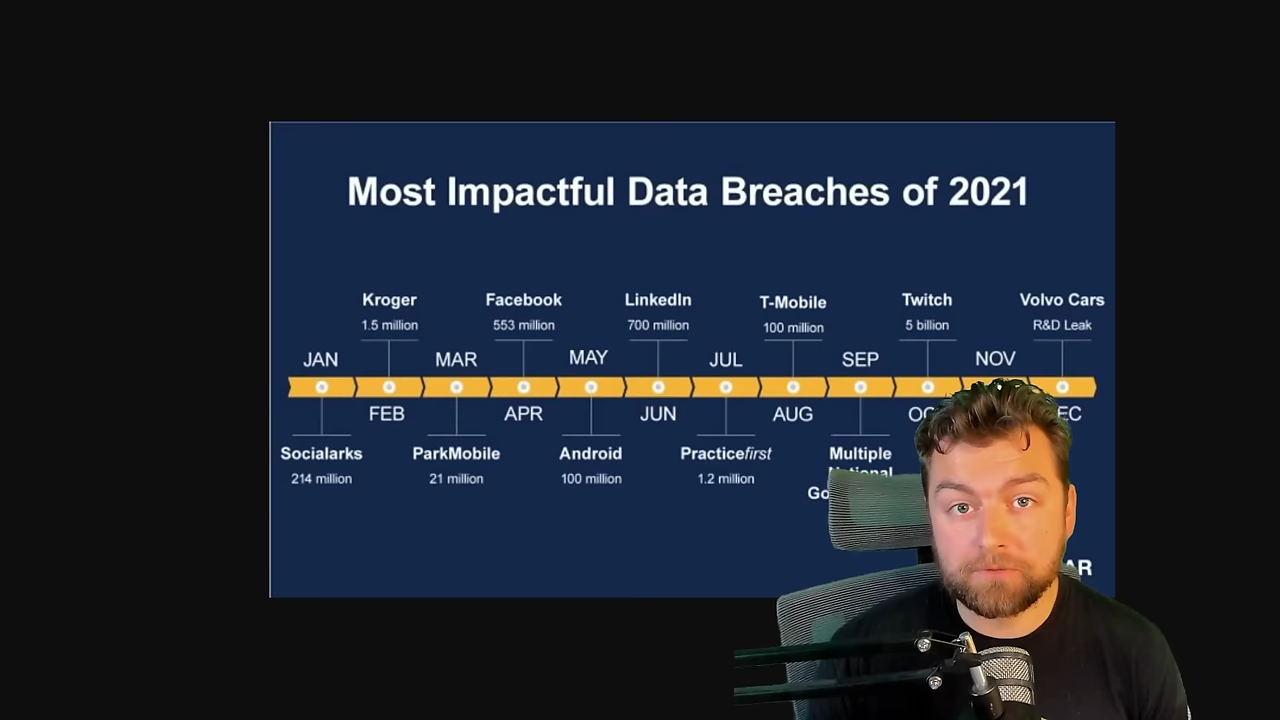 Most Impactful Data Breaches of 2021
Kroger
1.5 million
Facebook
553 million
LinkedIn
700 million
T-Mobile
100 million
Twitch
5 billion
Volvo Cars
R&D Leak
JAN
MAR
MAY
JUL
SEP
NOV
FEB
APR
JUN
AUG
Socialarks
214 million
ParkMobile
21 million
Android
100 million
Practicefirst
1.2 million
Multiple
National